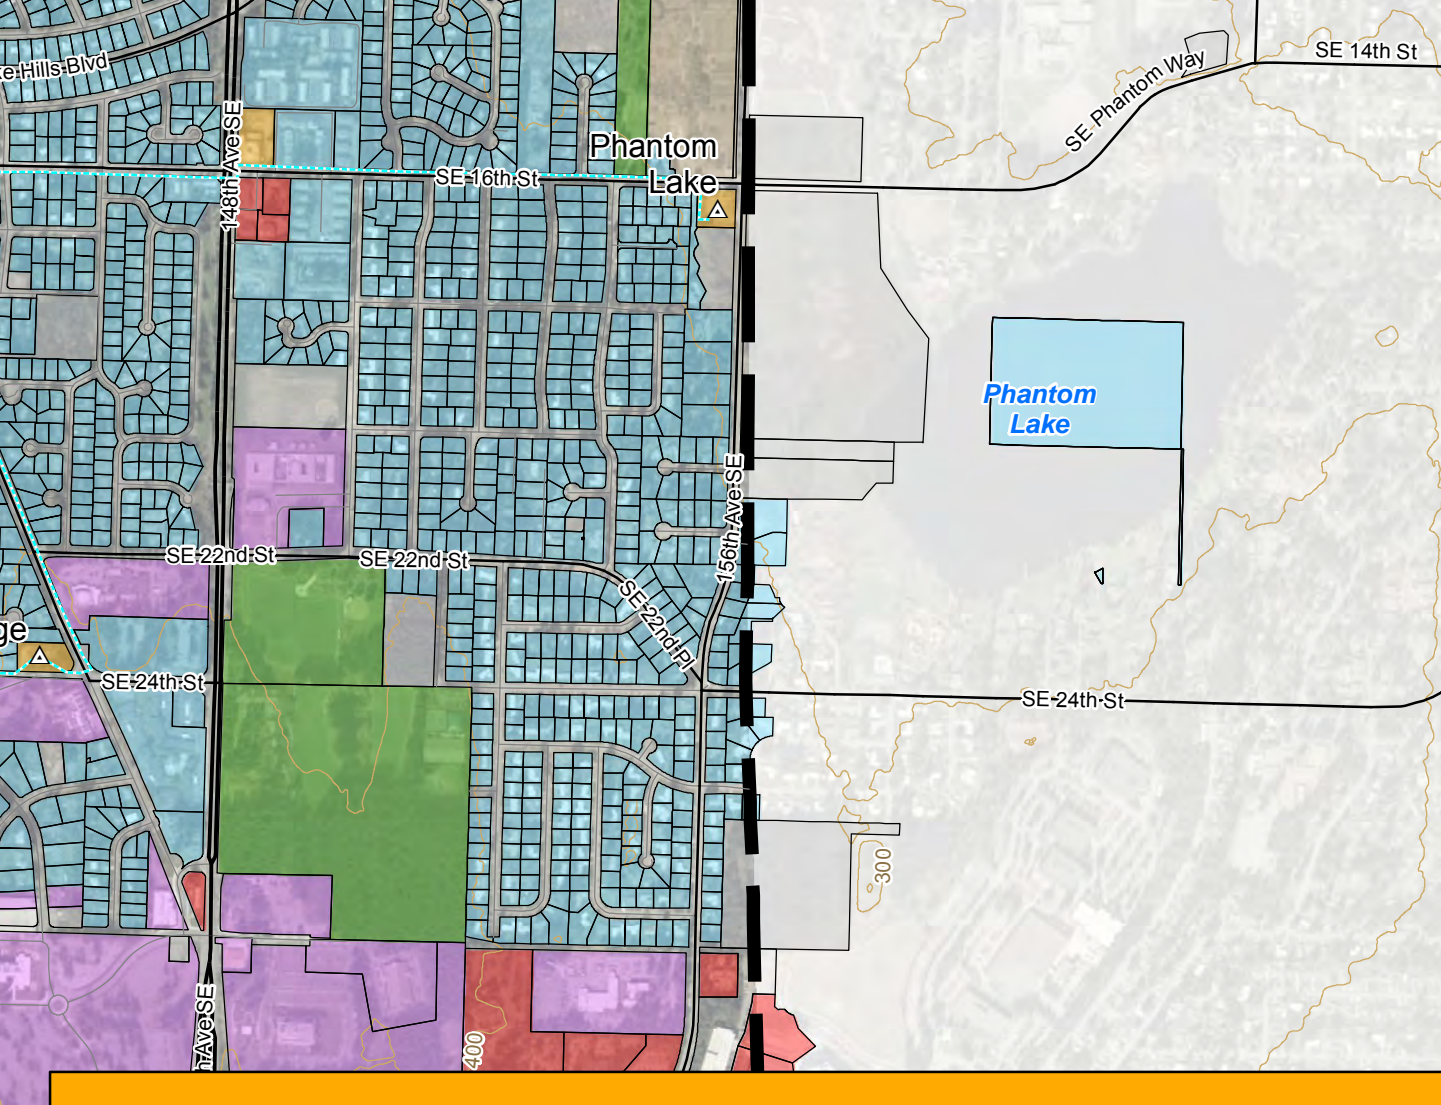 SE 14th St
ke Hills Blvd
SE Phantom Way
148th Ave SE
Phantom
Lake
SE 16th St
Phantom
Lake
156th Ave SE
SE 22nd St
SE 22nd St
SE 22nd Pl
ge
SE 24th St
SE 24th St
300
h Ave SE
400